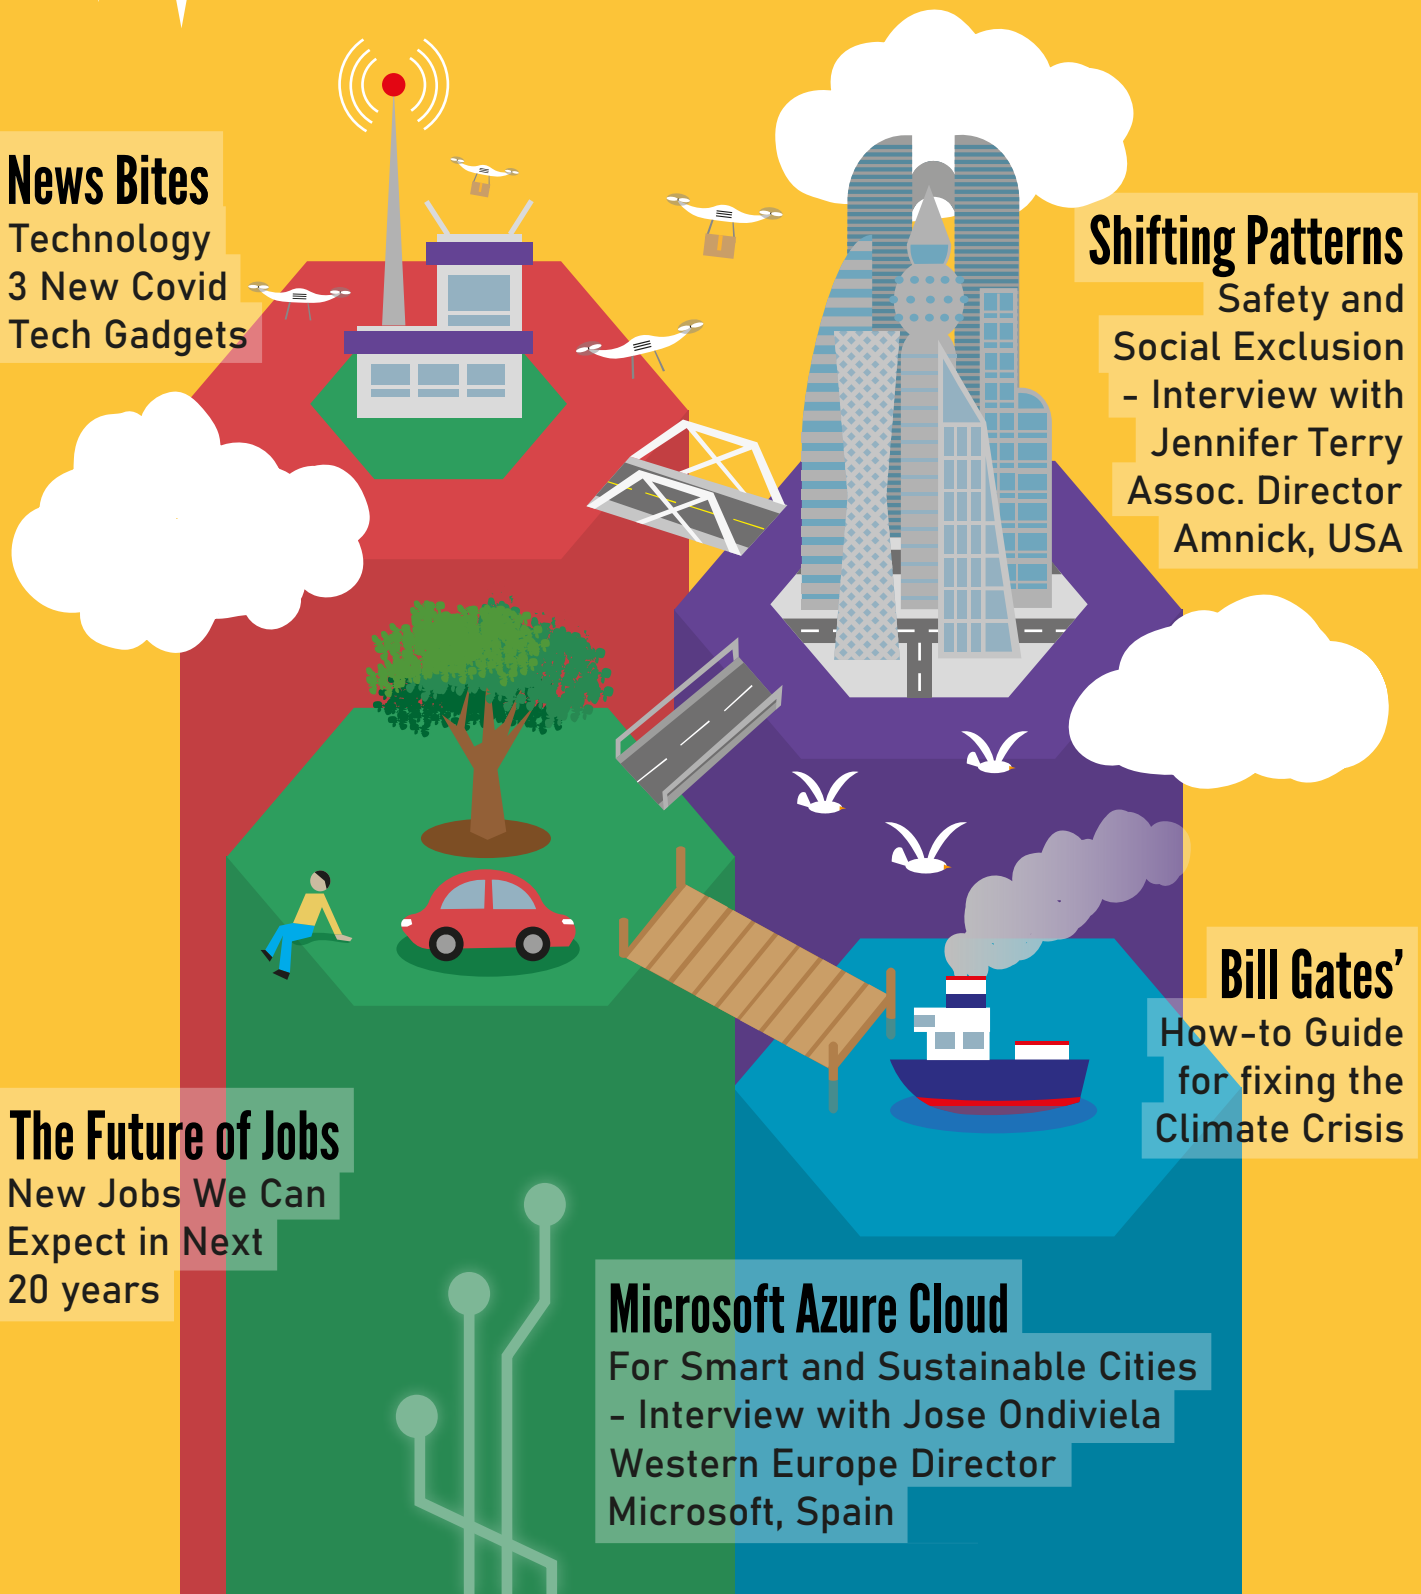 News Bites
Technology
3 New Covid
Tech Gadgets
Shifting Patterns
Safety and
Social Exclusion
- Interview with
Jennifer Terry
Assoc. Director
Amnick, USA
Bill Gates’
How-to Guide
for fixing the
Climate Crisis
The Future of Jobs
New Jobs We Can
Expect in Next
20 years
Microsoft Azure Cloud
For Smart and Sustainable Cities
- Interview with Jose Ondiviela
Western Europe Director
Microsoft, Spain